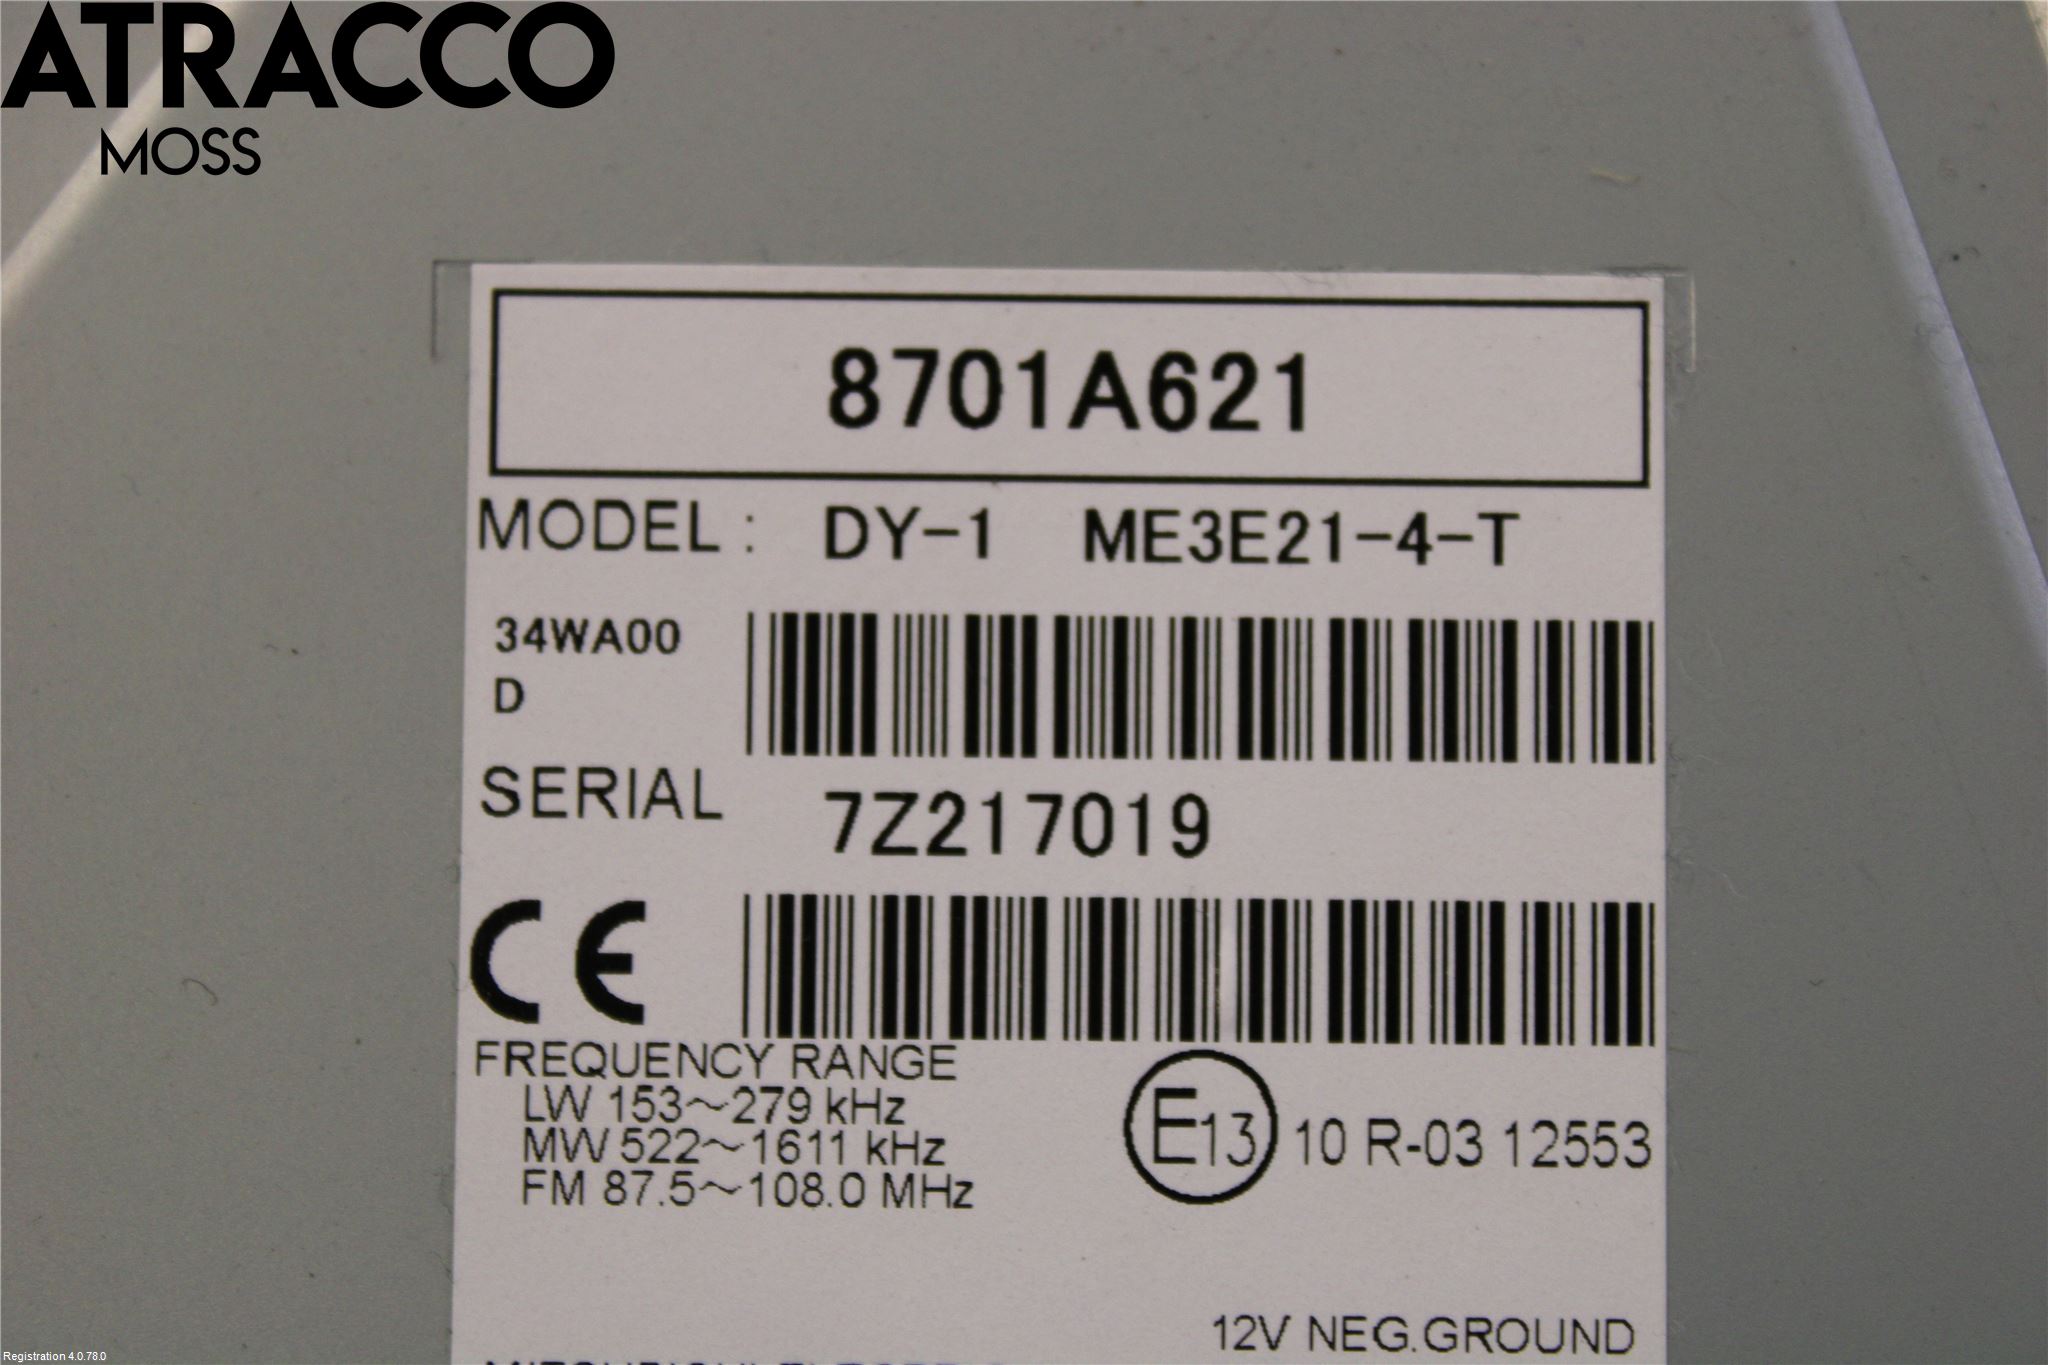 ATRACCO
MOSS
8701A621
MODEL : DY-1 ME3E21-4-T
34WA00
D
SERIAL 7Z217019
CE
FREQUENCY RANGE
LW 153~279 kHz
MW 522~1611 kHz
FM 87.5~108.0 MHz
E13 10 R-03 12553
12V NEG.GROUND
Registration 4.0.78.0